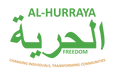 AL-HURRAYA
الحرية
FREEDOM
CHANGING INDIVIDUALS, TRANSFORMING COMMUNITIES